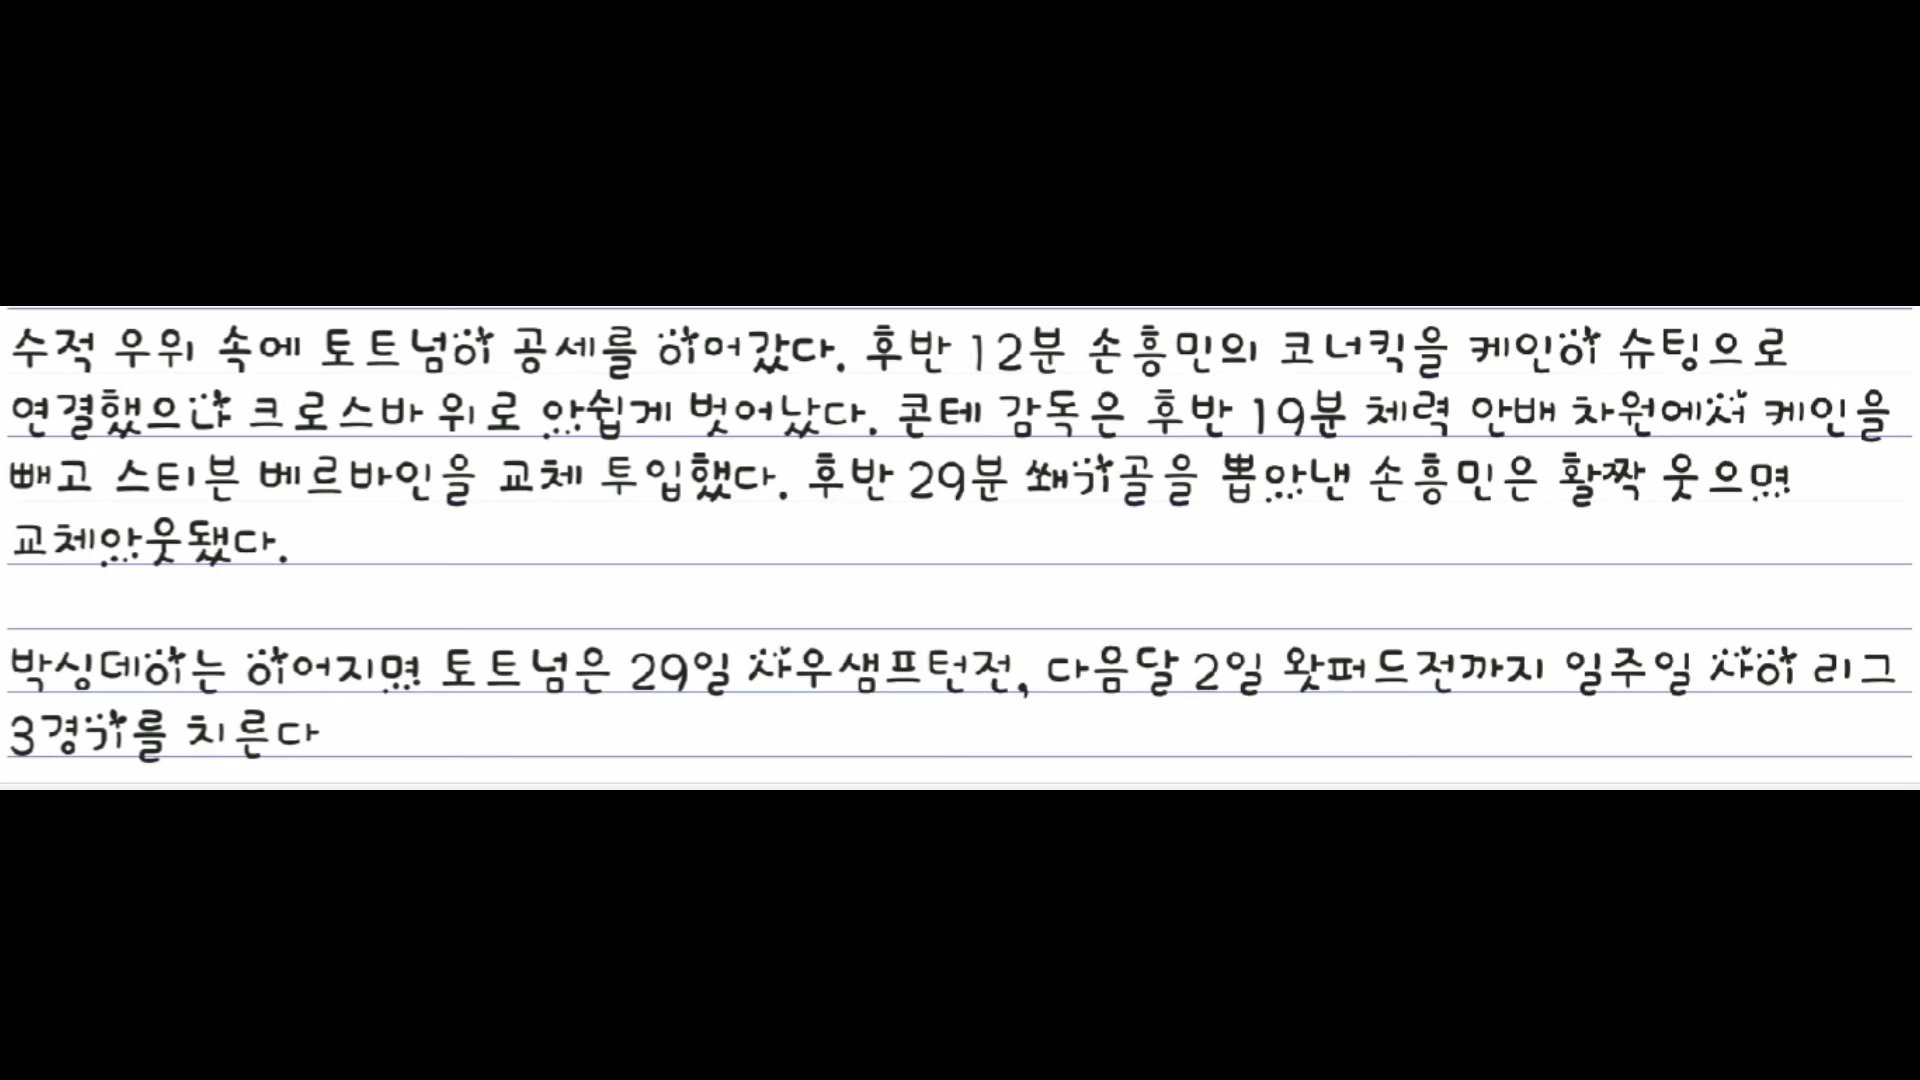 수적 우위 속에 토트넘이 공세를 이어갔다. 후반 12분 손흥민의 코너킥을 케인이 슈팅으로
연결했으나 크로스바 위로 아쉽게 벗어났다. 콘테 감독은 후반 19분 체력 안배 차원에서 케인을
빼고 스티븐 베르바인을 교체 투입했다. 후반 29분 쐐기골을 뽑아낸 손흥민은 활짝 웃으며
교체아웃됐다.
박싱데이는 이어지며 토트넘은 29일 사우샘프턴전, 다음달 2일 왓퍼드전까지 일주일 사이 리그
3경기를 치른다